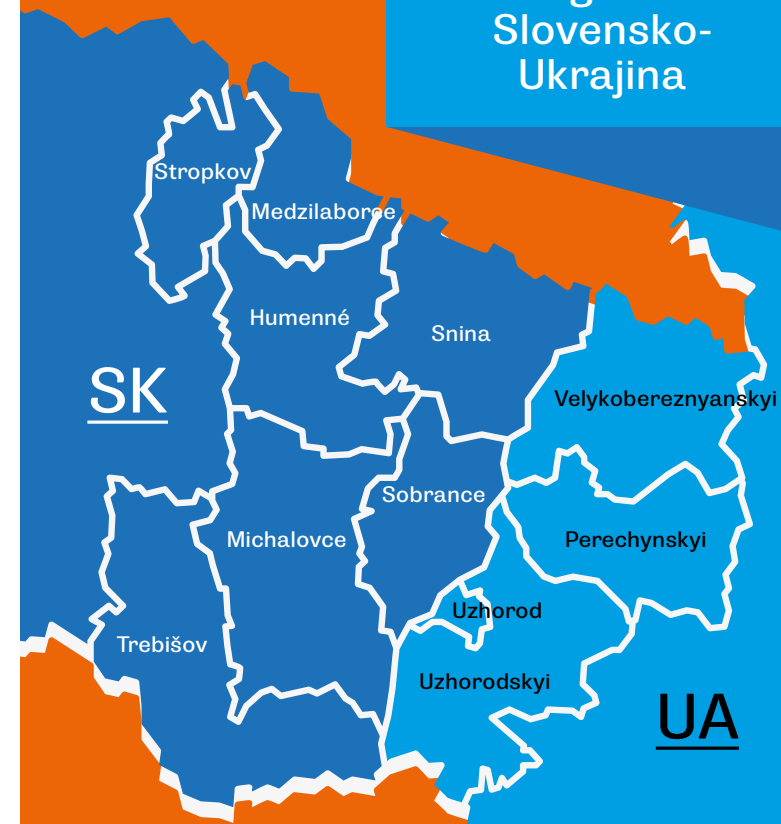 Slovensko-
Ukrajina
Stropkov
Medzilaborce
Humenné
Snina
SK
Velykobereznyanskyi
Sobrance
Michalovce
Perechynskyi
Uzhorod
Trebišov
Uzhorodskyi
UA